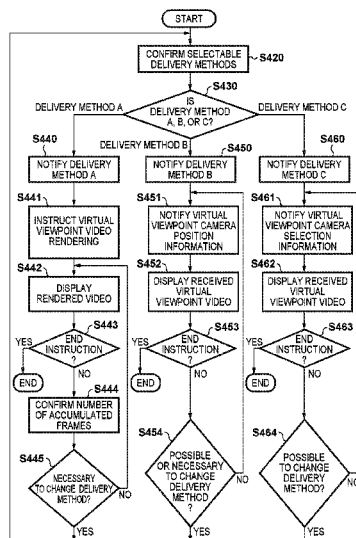 START
CONFIRM SELECTABLE
DELIVERY METHODS
S420
S430
IS
DELIVERY METHOD
A, B, OR C?
DELIVERY METHOD A
DELIVERY METHOD B
DELIVERY METHOD C
S440
NOTIFY DELIVERY
METHOD A
S441
INSTRUCT VIRTUAL
VIEWPOINT VIDEO
RENDERING
S442
DISPLAY
RENDERED VIDEO
S443
END
INSTRUCTION
?
YES
END
NO
S444
CONFIRM NUMBER
OF ACCUMULATED
FRAMES
S445
NECESSARY
TO CHANGE DELIVERY
METHOD?
NO
YES
S450
NOTIFY DELIVERY
METHOD B
S451
NOTIFY VIRTUAL
VIEWPOINT CAMERA
POSITION
INFORMATION
S452
DISPLAY RECEIVED
VIRTUAL
VIEWPOINT VIDEO
S453
END
INSTRUCTION
?
YES
END
NO
S454
POSSIBLE
OR NECESSARY
TO CHANGE
DELIVERY
METHOD
?
NO
YES
S460
NOTIFY DELIVERY
METHOD C
S461
NOTIFY VIRTUAL
VIEWPOINT CAMERA
SELECTION
INFORMATION
S462
DISPLAY RECEIVED
VIRTUAL
VIEWPOINT VIDEO
S463
END
INSTRUCTION
?
YES
END
NO
S464
POSSIBLE
TO CHANGE
DELIVERY
METHOD?
NO
YES